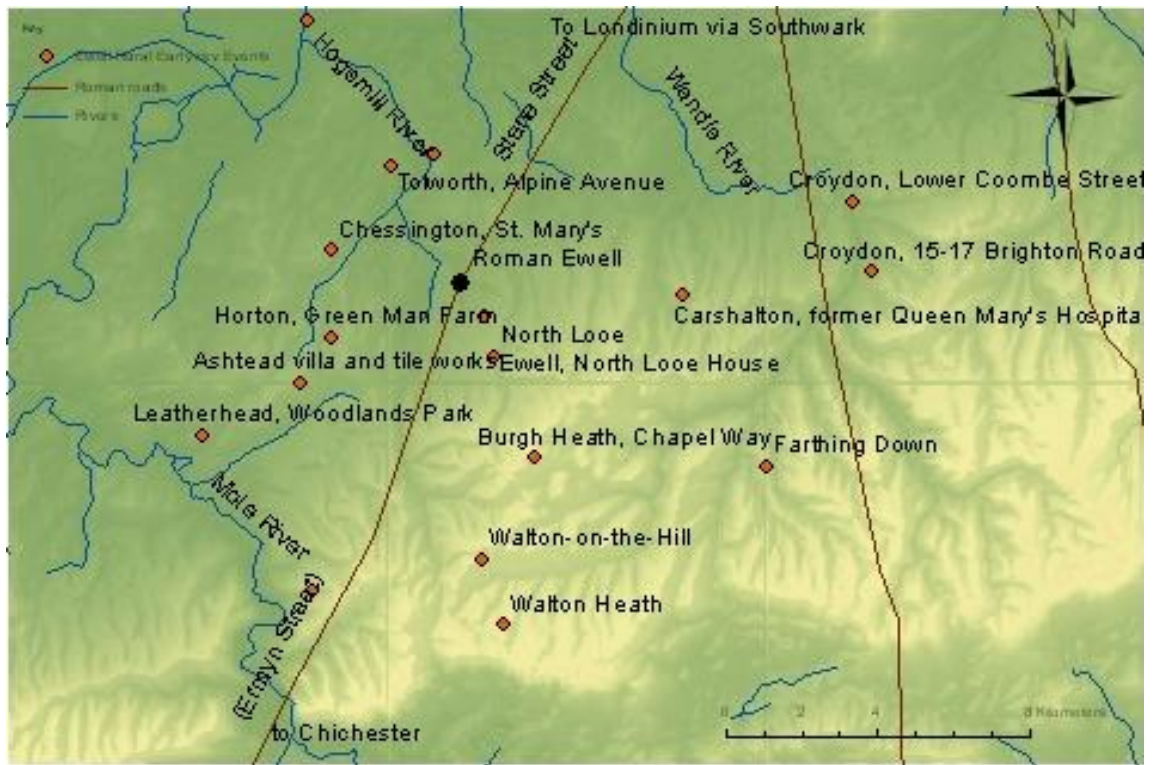 To Londinium via Southwark
N
Key
Roman roads
Rivers
Hogsmill River
Stane Street
Wandle River
Tolworth, Alpine Avenue
Croydon, Lower Coombe Street
Chessington, St. Mary's
Roman Ewell
Croydon, 15-17 Brighton Road
Horton, Green Man Farm
Carshalton, former Queen Mary's Hospita
North Looe
Ashtead villa and tile works
Ewell, North Looe House
Leatherhead, Woodlands Park
Burgh Heath, Chapel Way
Farthing Down
Mole River
Walton-on-the-Hill
Walton Heath
(Ermyn Street)
to Chichester
0 2 4 8 Kilometers